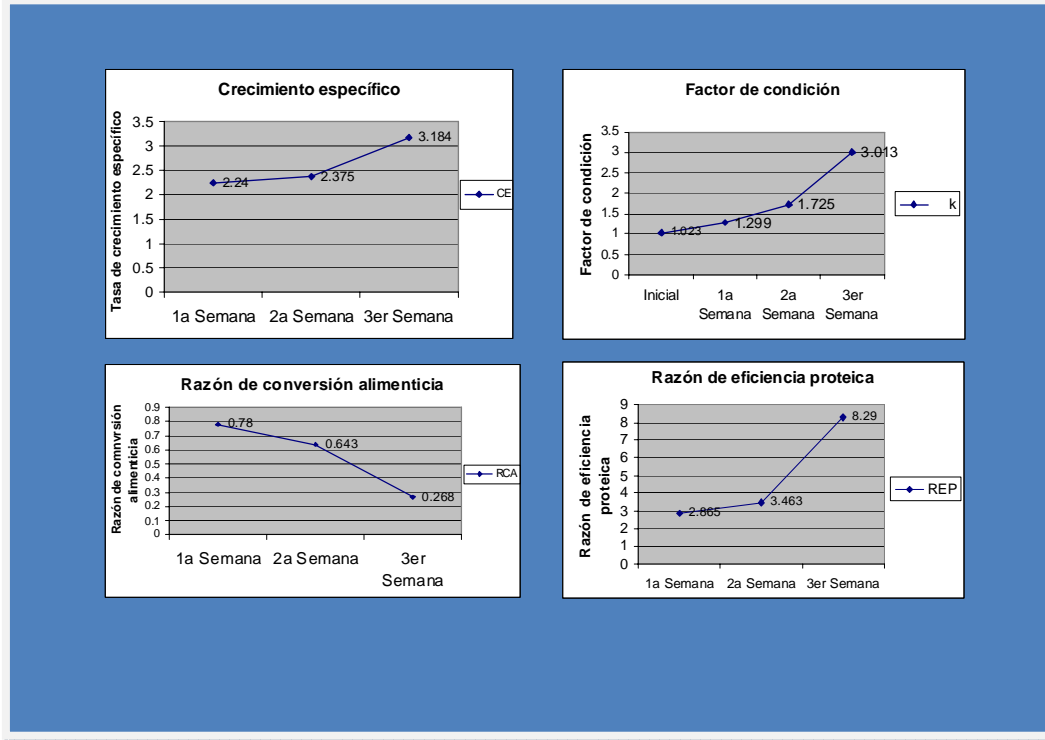 Crecimiento específico
Tasa de crecimiento específico
3.5
3
2.5
2
1.5
1
0.5
0
2.24
2.375
3.184
1a Semana 2a Semana 3er Semana
CE
Factor de condición
Factor de condición
3.5
3
2.5
2
1.5
1
0.5
0
1.023
1.299
1.725
3.013
Inicial 1a 2a 3er
Semana Semana Semana
k
Razón de conversión alimenticia
Razón de comnvrsión
alimenticia
0.9
0.8
0.7
0.6
0.5
0.4
0.3
0.2
0.1
0
0.78
0.643
0.268
1a Semana 2a Semana 3er
Semana
RCA
Razón de eficiencia proteica
Razón de eficiencia
proteica
9
8
7
6
5
4
3
2
1
0
2.865
3.463
8.29
1a Semana 2a Semana 3er Semana
REP